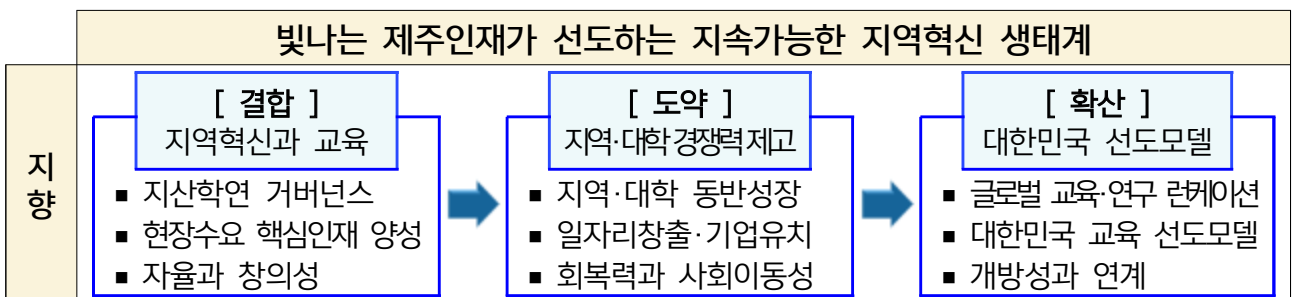 빛나는 제주인재가 선도하는 지속가능한 지역혁신 생태계
지
향
[ 결합 ]
지역혁신과 교육
■ 지산학연 거버넌스
■ 현장수요 핵심인재 양성
■ 자율과 창의성
[ 도약 ]
지역·대학 경쟁력 제고
■ 지역·대학 동반성장
■ 일자리창출·기업유치
■ 회복력과 사회이동성
[ 확산 ]
대한민국 선도모델
■ 글로벌 교육·연구 런케이션
■ 대한민국 교육 선도모델
■ 개방성과 연계